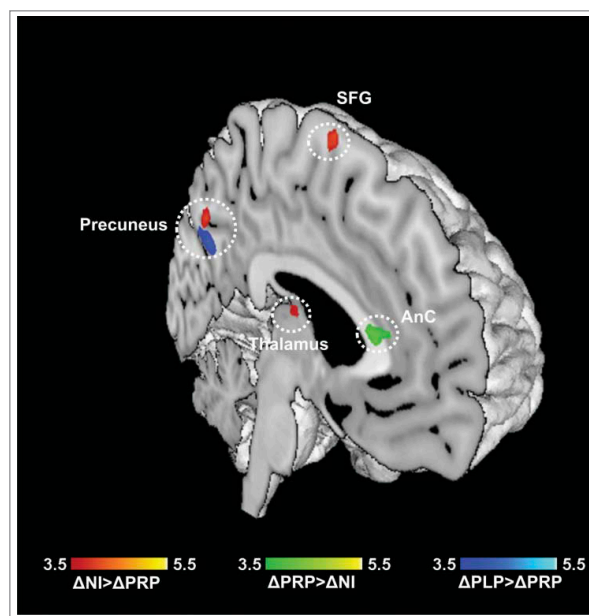 SFG
Precuneus
AnC
Thalamus
3.5 5.5 3.5 5.5 3.5 5.5
ΔNI>ΔPRP ΔPRP>ΔNI ΔPLP>ΔPRP